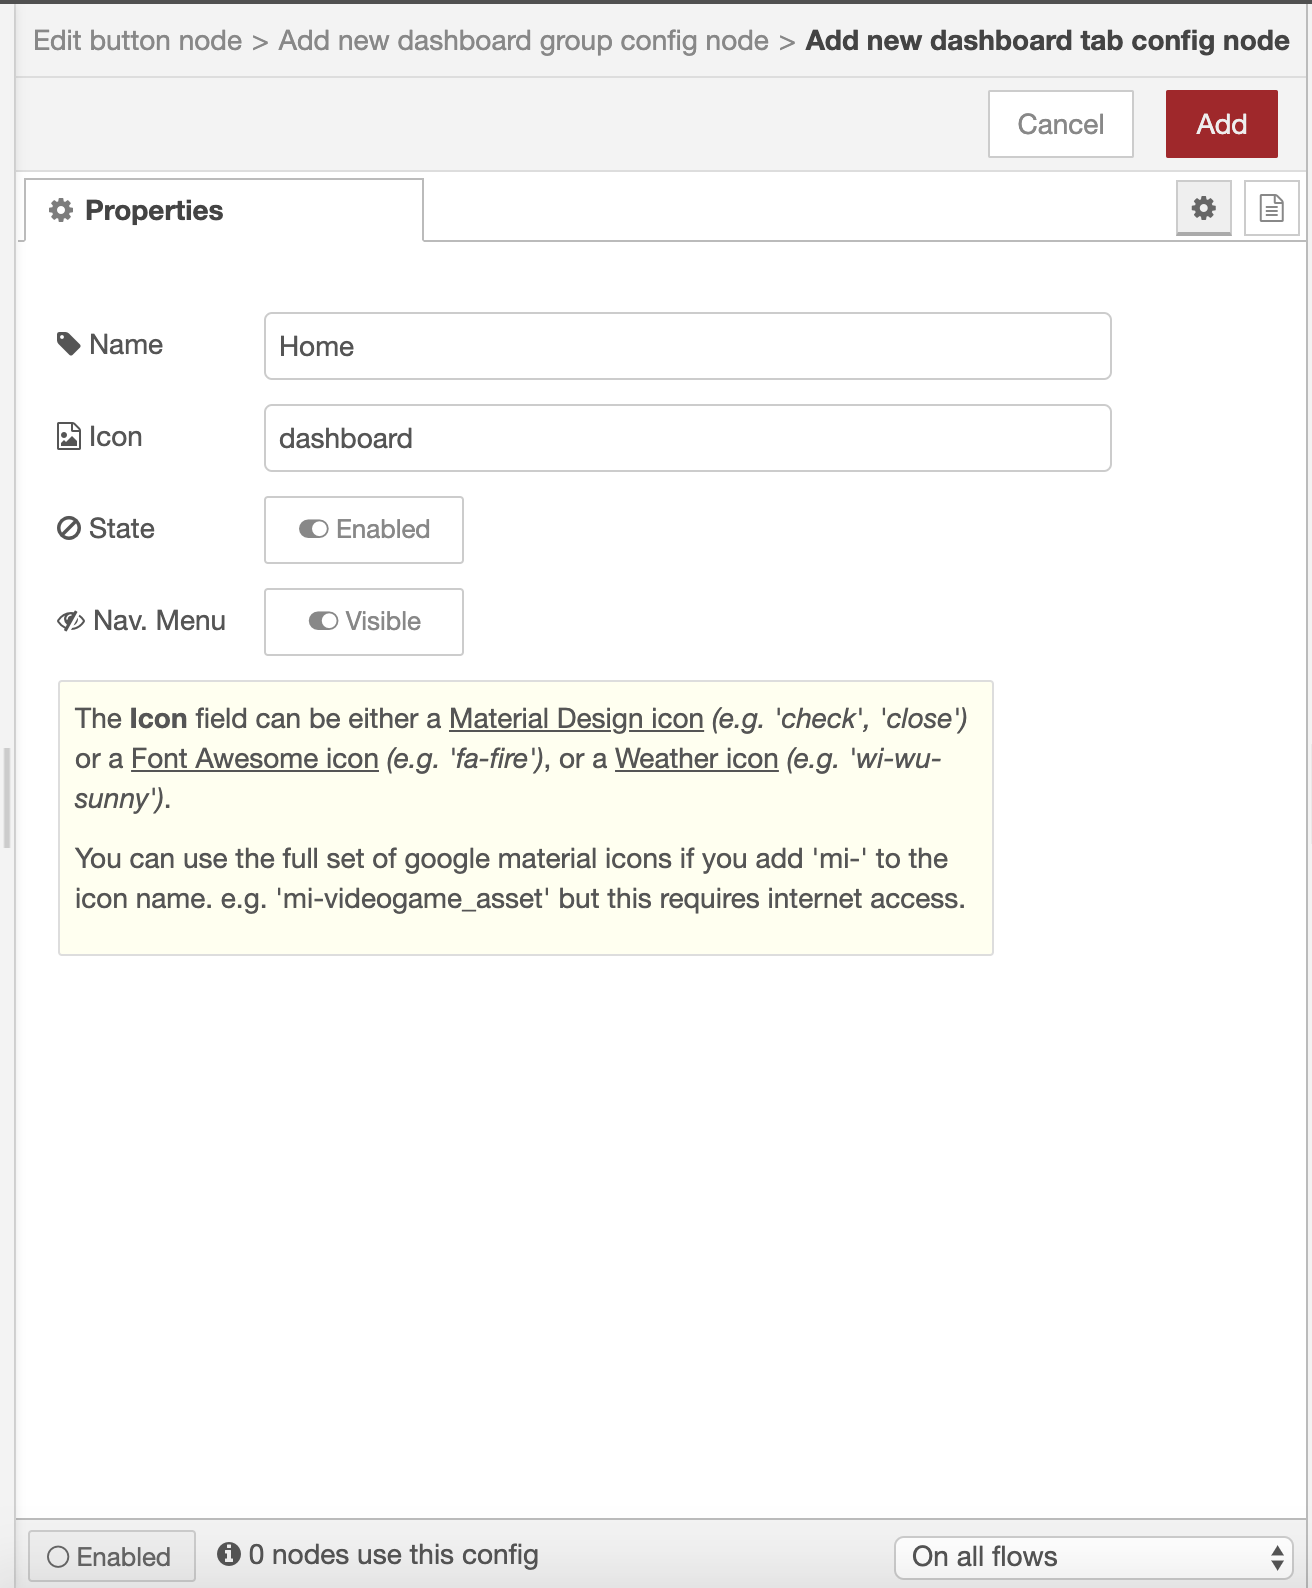 Edit button node > Add new dashboard group config node > Add new dashboard tab config node
Cancel Add
Properties
Name Home
Icon dashboard
State Enabled
Nav. Menu Visible
The Icon field can be either a Material Design icon (e.g. 'check', 'close')
or a Font Awesome icon (e.g. 'fa-fire'), or a Weather icon (e.g. 'wi-wu-
sunny').
You can use the full set of google material icons if you add 'mi-' to the
icon name. e.g. 'mi-videogame_asset' but this requires internet access.
Enabled 0 nodes use this config On all flows